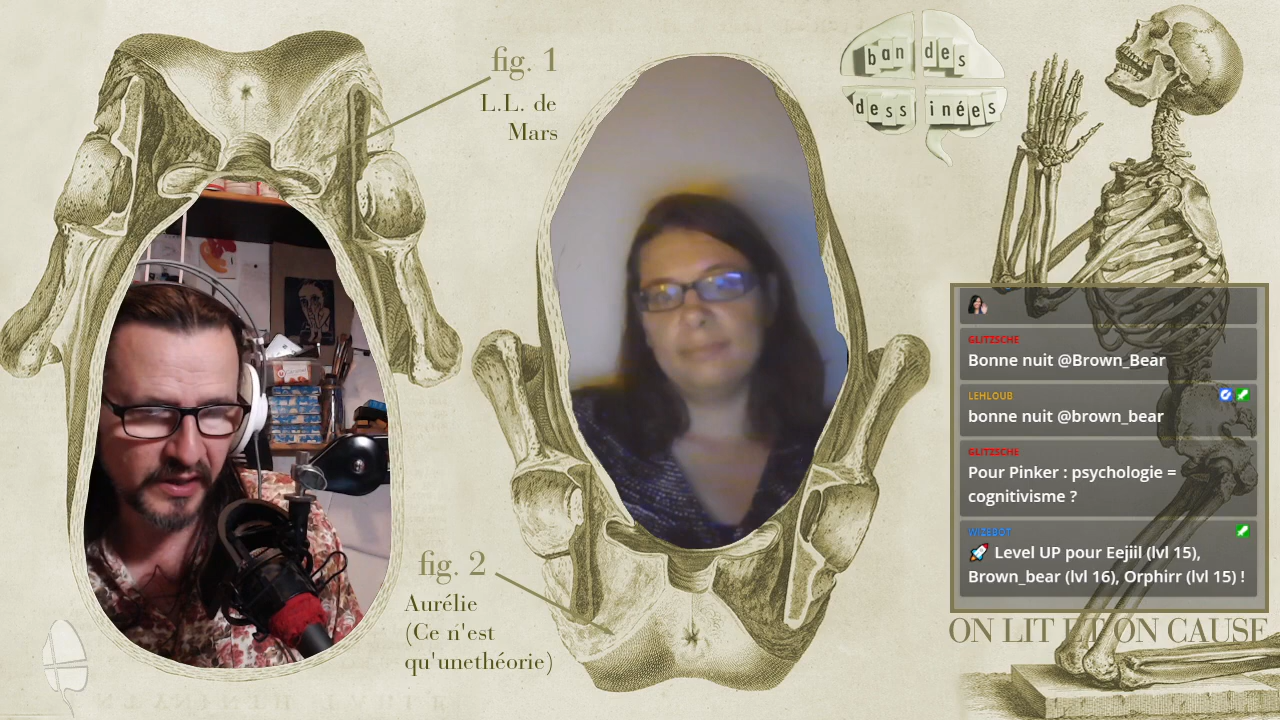 fig. 1
L.L. de
Mars
ban des
dess inées
GLITZSCHE
Bonne nuit @Brown_Bear
LEHLOUB
bonne nuit @brown_bear
GLITZSCHE
Pour Pinker : psychologie =
cognitivisme ?
WIZEBOT
🚀 Level UP pour Eejiil (lvl 15),
Brown_bear (lvl 16), Orphirr (lvl 15) !
fig. 2
Aurélie
(Ce n'est
qu'unethéorie)
ON LIT ET ON CAUSE